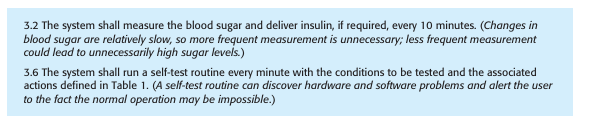 3.2 The system shall measure the blood sugar and deliver insulin, if required, every 10 minutes. (Changes in
blood sugar are relatively slow, so more frequent measurement is unnecessary; less frequent measurement
could lead to unnecessarily high sugar levels.)
3.6 The system shall run a self-test routine every minute with the conditions to be tested and the associated
actions defined in Table 1. (A self-test routine can discover hardware and software problems and alert the user
to the fact the normal operation may be impossible.)